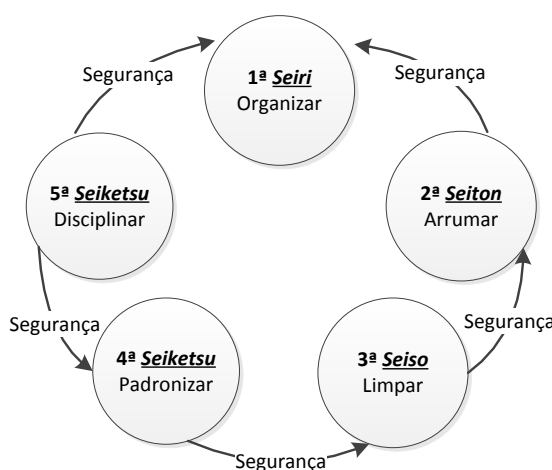 Segurança
1ª Seiri
Organizar
Segurança
5ª Seiketsu
Disciplinar
2ª Seiton
Arrumar
Segurança
Segurança
4ª Seiketsu
Padronizar
3ª Seiso
Limpar
Segurança